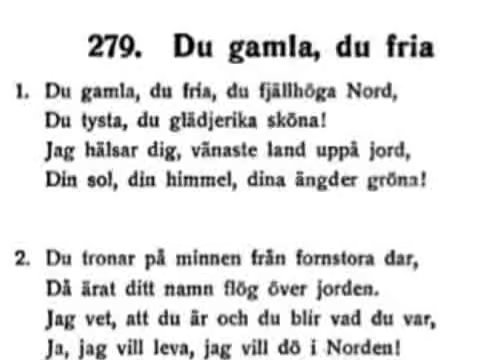 279. Du gamla, du fria
1. Du gamla, du fria, du fjällhöga Nord,
Du tysta, du glädjerika sköna!
Jag hälsar dig, vänaste land uppå jord,
Din sol, din himmel, dina ängder gröna!
2. Du tronar på minnen från fornstora dar,
Då ärat ditt namn flög över jorden.
Jag vet, att du är och du blir vad du var,
Ja, jag vill leva, jag vill dö i Norden!